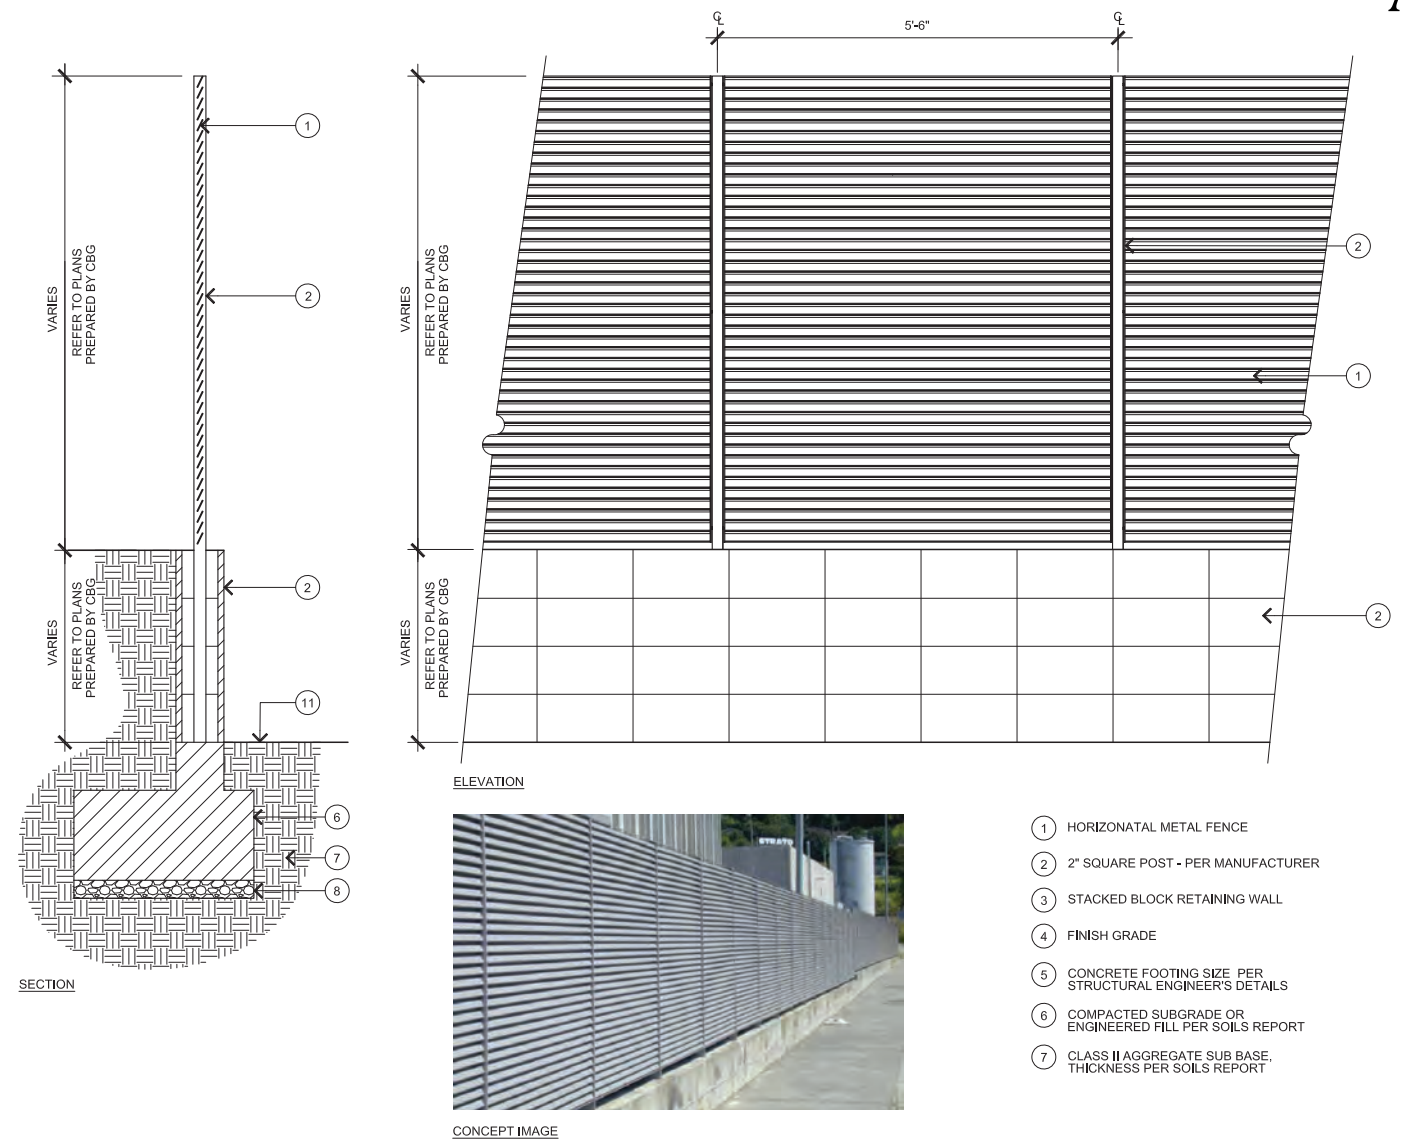 ℄
5'-6"
℄
1
2
VARIES
REFER TO PLANS
PREPARED BY CBG
VARIES
REFER TO PLANS
PREPARED BY CBG
2
1
2
VARIES
REFER TO PLANS
PREPARED BY CBG
VARIES
REFER TO PLANS
PREPARED BY CBG
2
11
6
7
8
SECTION
ELEVATION
STRATO
CONCEPT IMAGE
1 HORIZONATAL METAL FENCE
2 2" SQUARE POST - PER MANUFACTURER
3 STACKED BLOCK RETAINING WALL
4 FINISH GRADE
5 CONCRETE FOOTING SIZE PER
STRUCTURAL ENGINEER'S DETAILS
6 COMPACTED SUBGRADE OR
ENGINEERED FILL PER SOILS REPORT
7 CLASS II AGGREGATE SUB BASE,
THICKNESS PER SOILS REPORT